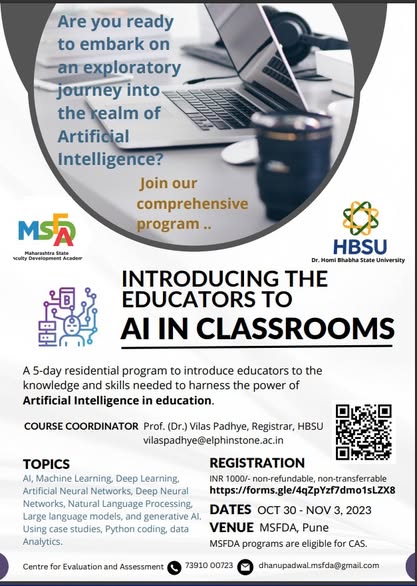 Are you ready
to embark on
an exploratory
journey into
the realm of
Artificial
Intelligence?
Join our
comprehensive
program ..
MSFDA
Maharashtra State
culty Development Academ
HBSU
Dr. Homi Bhabha State University
INTRODUCING THE
EDUCATORS TO
AI IN CLASSROOMS
A 5-day residential program to introduce educators to the
knowledge and skills needed to harness the power of
Artificial Intelligence in education.
COURSE COORDINATOR Prof. (Dr.) Vilas Padhye, Registrar, HBSU
vilaspadhye@elphinstone.ac.in
TOPICS
AI, Machine Learning, Deep Learning,
Artificial Neural Networks, Deep Neural
Networks, Natural Language Processing,
Large language models, and generative AI.
Using case studies, Python coding, data
Analytics.
REGISTRATION
INR 1000/- non-refundable, non-transferrable
https://forms.gle/4qZpYzf7dmo1sLZX8
DATES OCT 30 - NOV 3, 2023
VENUE MSFDA, Pune
MSFDA programs are eligible for CAS.
Centre for Evaluation and Assessment 73910 00723 dhanupadwal.msfda@gmail.com